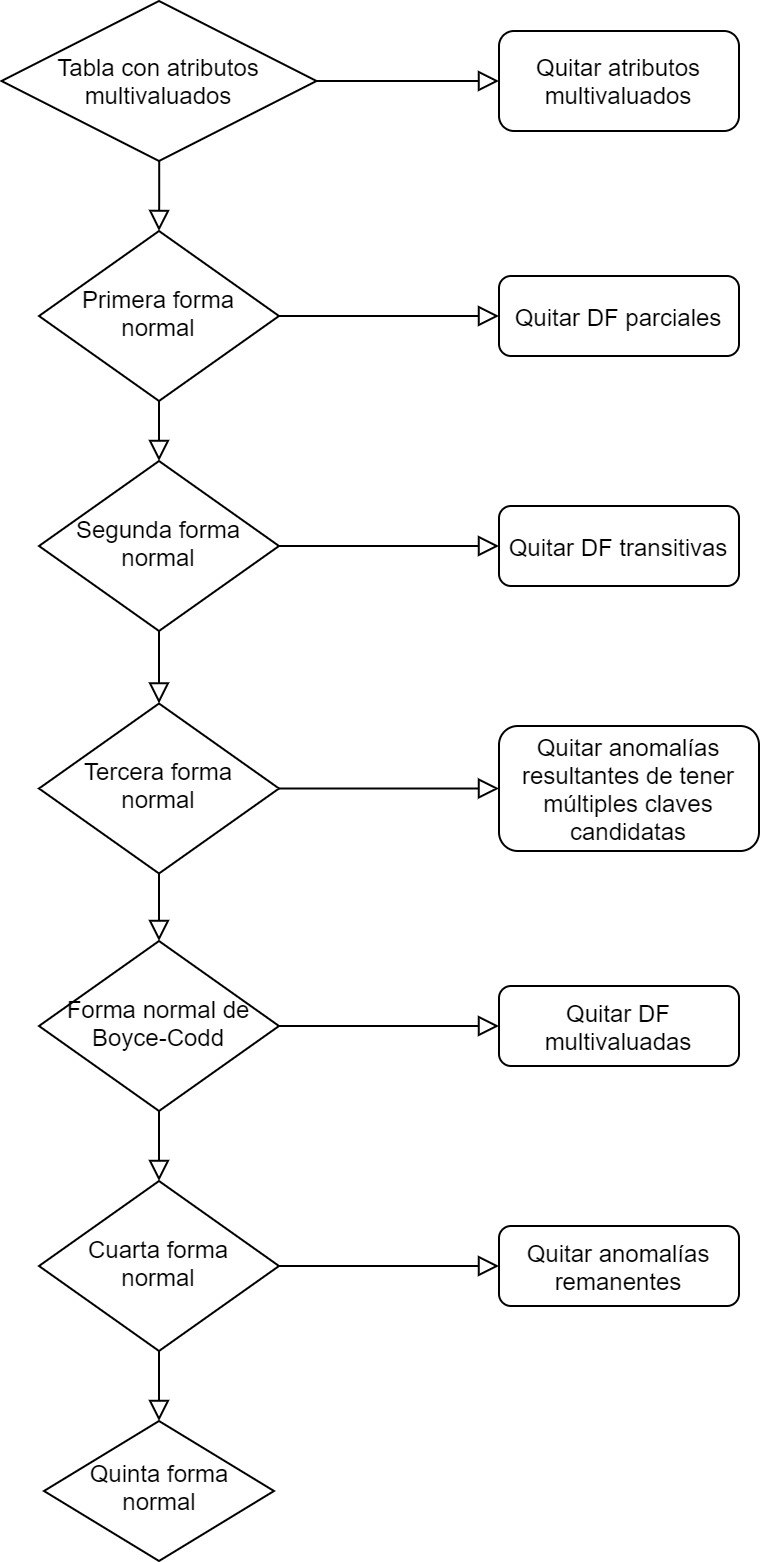 Tabla con atributos
multivaluados
Quitar atributos
multivaluados
Primera forma
normal
Quitar DF parciales
Segunda forma
normal
Quitar DF transitivas
Tercera forma
normal
Quitar anomalías
resultantes de tener
múltiples claves
candidatas
Forma normal de
Boyce-Codd
Quitar DF
multivaluadas
Cuarta forma
normal
Quitar anomalías
remanentes
Quinta forma
normal